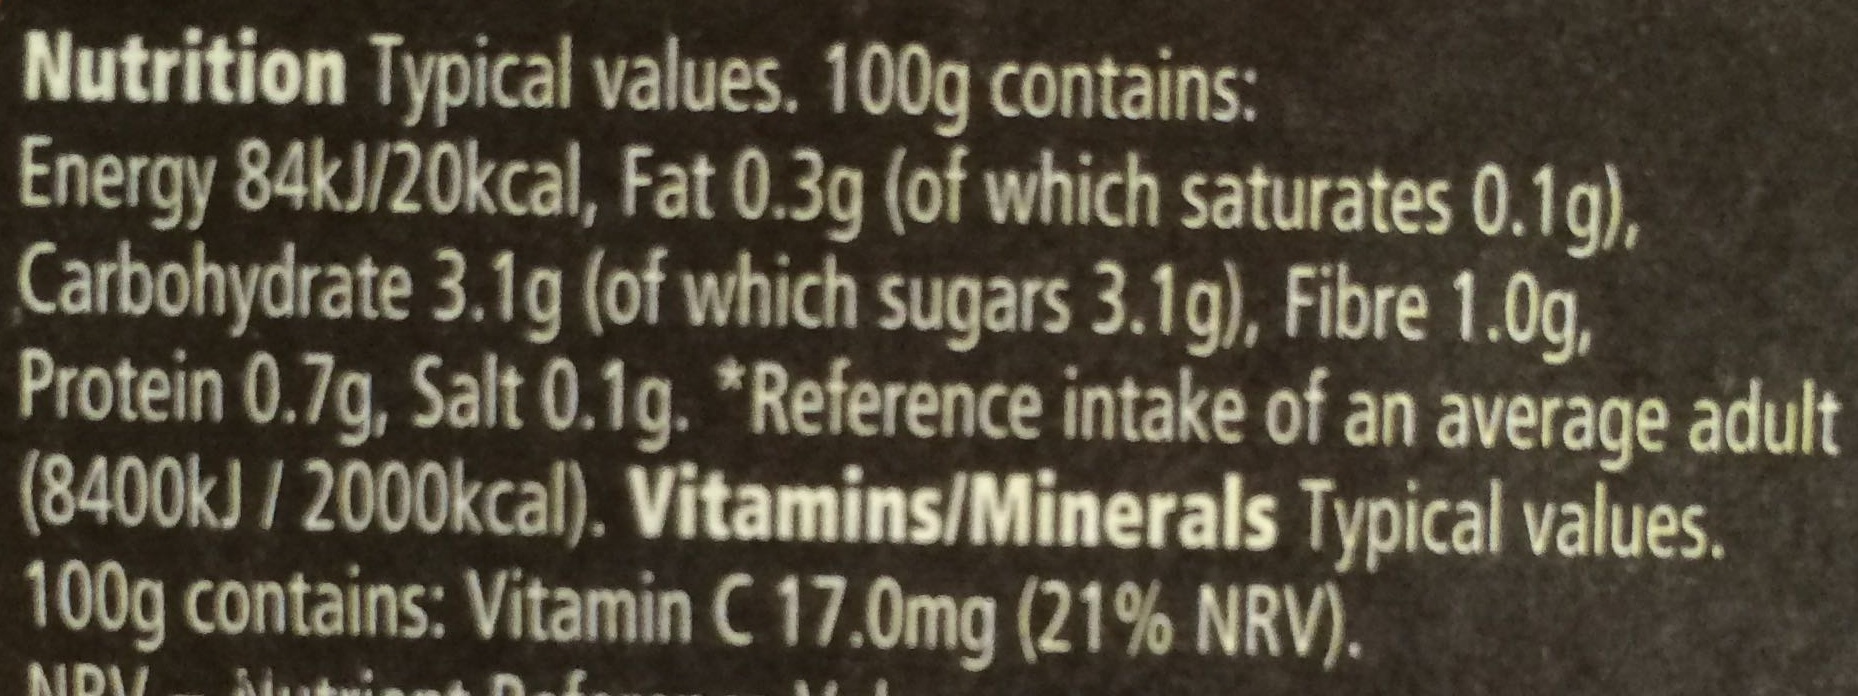 Nutrition Typical values. 100g contains:
Energy 84kJ/20kcal, Fat 0.3g (of which saturates 0.1g),
Carbohydrate 3.1g (of which sugars 3.1g), Fibre 1.0g,
Protein 0.7g, Salt 0.1g. *Reference intake of an average adult
(8400kJ / 2000kcal). Vitamins/Minerals Typical values.
100g contains: Vitamin C 17.0mg (21% NRV).
NRV = Nutrient